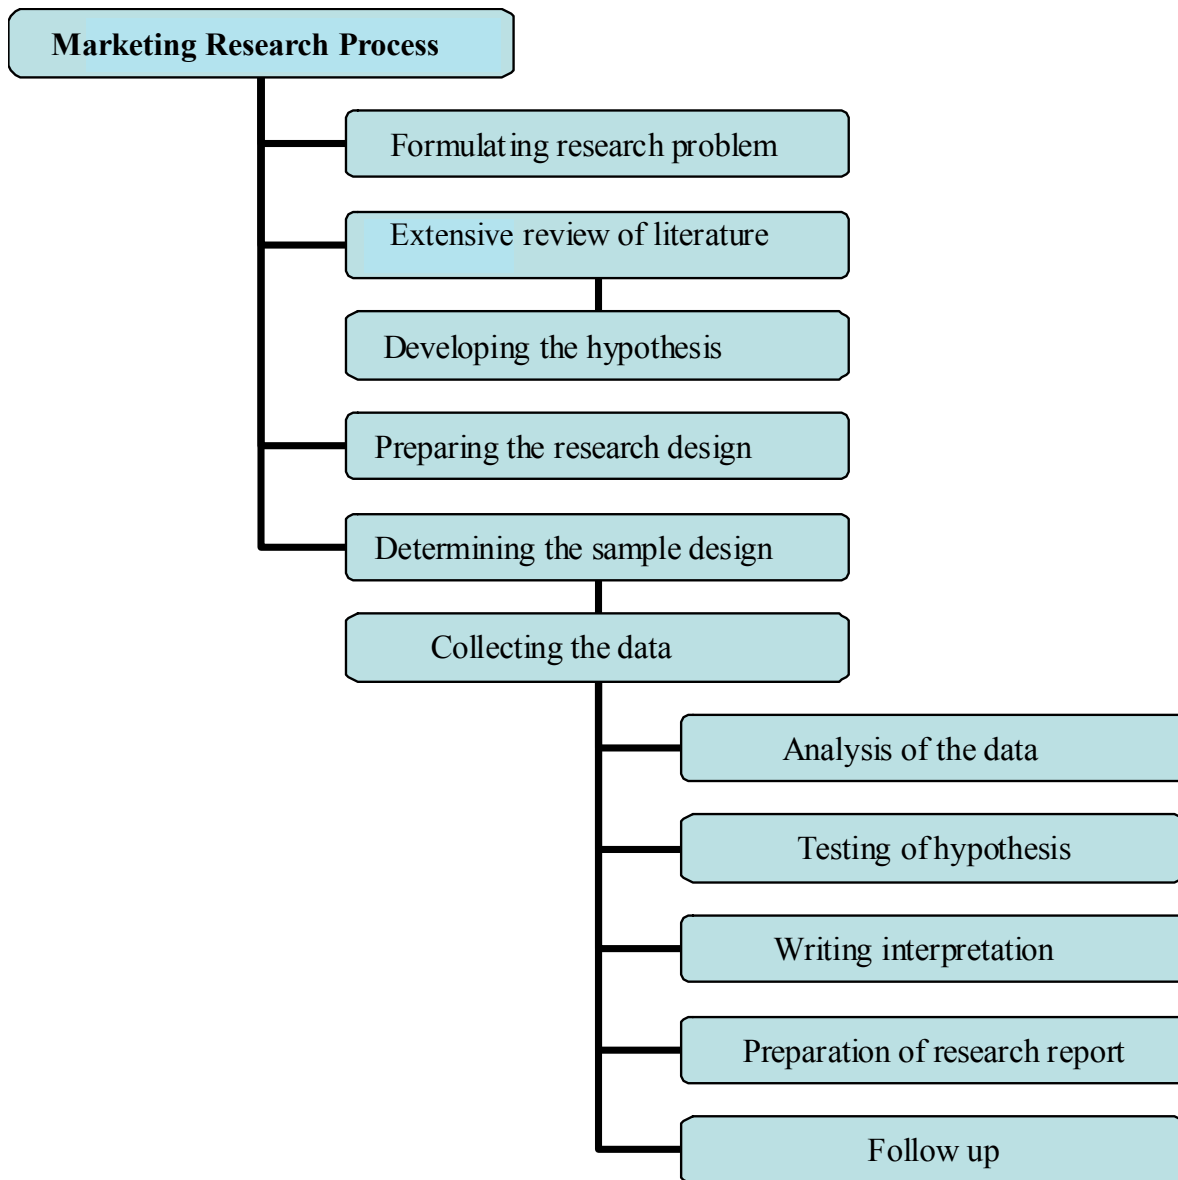 Marketing Research Process
Formulating research problem
Extensive review of literature
Developing the hypothesis
Preparing the research design
Determining the sample design
Collecting the data
Analysis of the data
Testing of hypothesis
Writing interpretation
Preparation of research report
Follow up